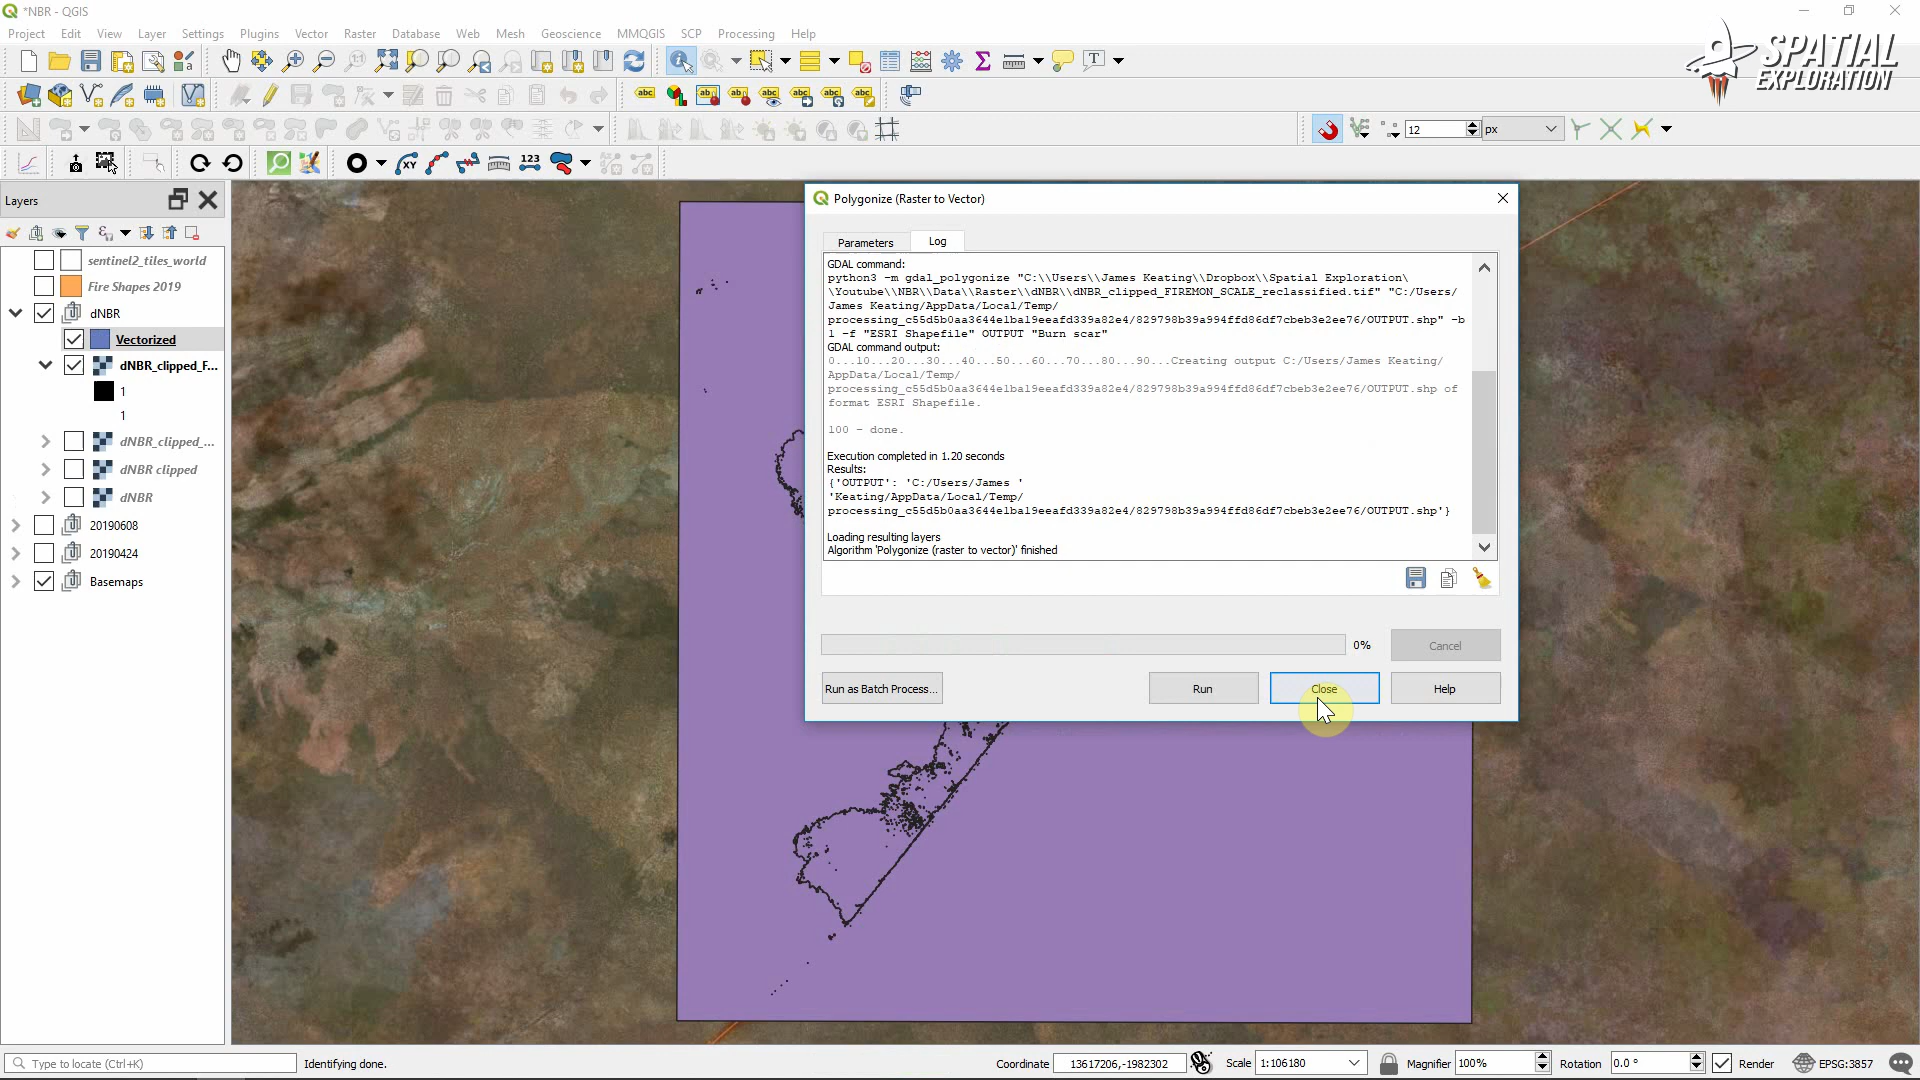 *NBR - QGIS
Project Edit View Layer Settings Plugins Vector Raster Database Web Mesh Geoscience MMQGIS SCP Processing Help
SPATIAL
EXPLORATION
12 px
123
Layers
sentinel2_tiles_world
Fire Shapes 2019
dNBR
Vectorized
dNBR_clipped_F...
1
1
dNBR_clipped_...
dNBR clipped
dNBR
20190608
20190424
Basemaps
Polygonize (Raster to Vector)
Parameters Log
GDAL command:
python3 -m gdal_polygonize "C:\\Users\\James Keating\\Dropbox\\Spatial Exploration\
\Youtube\\NBR\\Data\\Raster\\dNBR\\dNBR_clipped_FIREMON_SCALE_reclassified.tif" "C:/Users/
James Keating/AppData/Local/Temp/
processing_c55d5b0aa3644e1ba19eeafd339a82e4/829798b39a994ffd86df7cbeb3e2ee76/OUTPUT.shp" -b
1 -f "ESRI Shapefile" OUTPUT "Burn scar"
GDAL command output:
0...10...20...30...40...50...60...70...80...90...Creating output C:/Users/James Keating/
AppData/Local/Temp/
processing_c55d5b0aa3644e1ba19eeafd339a82e4/829798b39a994ffd86df7cbeb3e2ee76/OUTPUT.shp of
format ESRI Shapefile.
100 - done.
Execution completed in 1.20 seconds
Results:
{'OUTPUT': 'C:/Users/James '
'Keating/AppData/Local/Temp/
processing_c55d5b0aa3644e1ba19eeafd339a82e4/829798b39a994ffd86df7cbeb3e2ee76/OUTPUT.shp'}
Loading resulting layers
Algorithm 'Polygonize (raster to vector)' finished
0% Cancel
Run as Batch Process... Run Close Help
Type to locate (Ctrl+K) Identifying done. Coordinate 13617206,-1982302 Scale 1:106180 Magnifier 100% Rotation 0.0 ° Render EPSG:3857